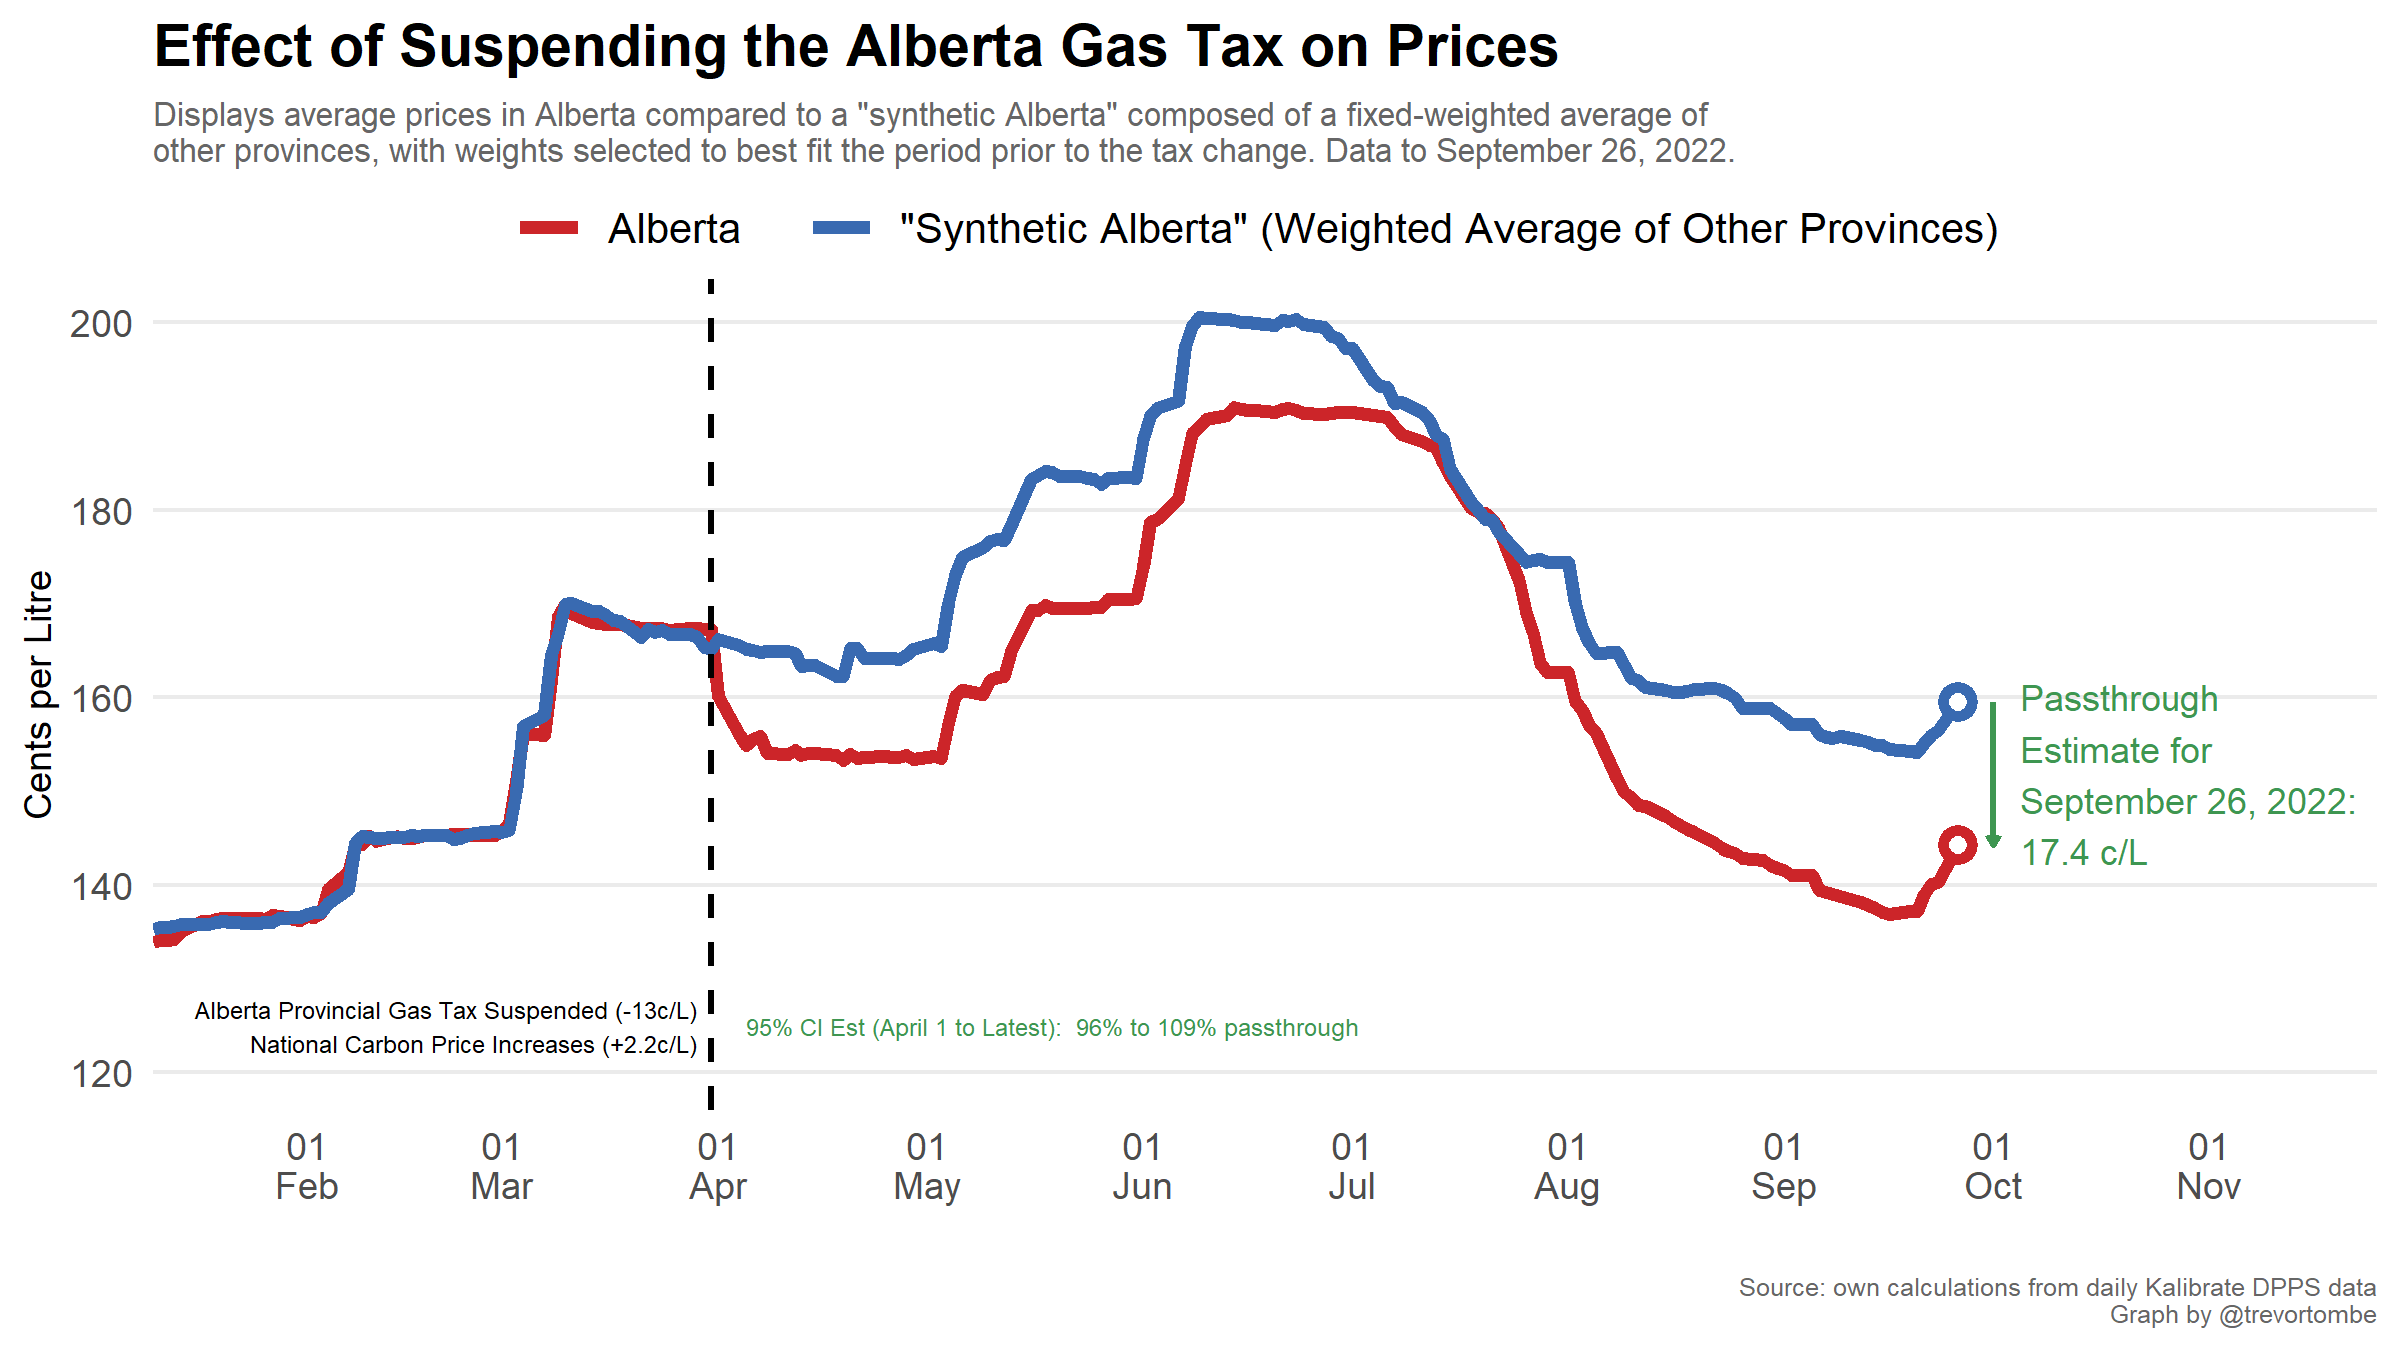 Effect of Suspending the Alberta Gas Tax on Prices
Displays average prices in Alberta compared to a "synthetic Alberta" composed of a fixed-weighted average of
other provinces, with weights selected to best fit the period prior to the tax change. Data to September 26, 2022.
Alberta
"Synthetic Alberta" (Weighted Average of Other Provinces)
Cents per Litre
200
180
160
140
120
Passthrough
Estimate for
September 26, 2022:
17.4 c/L
Alberta Provincial Gas Tax Suspended (-13c/L)
National Carbon Price Increases (+2.2c/L)
95% CI Est (April 1 to Latest):  96% to 109% passthrough
01
Feb
01
Mar
01
Apr
01
May
01
Jun
01
Jul
01
Aug
01
Sep
01
Oct
01
Nov
Source: own calculations from daily Kalibrate DPPS data
Graph by @trevortombe